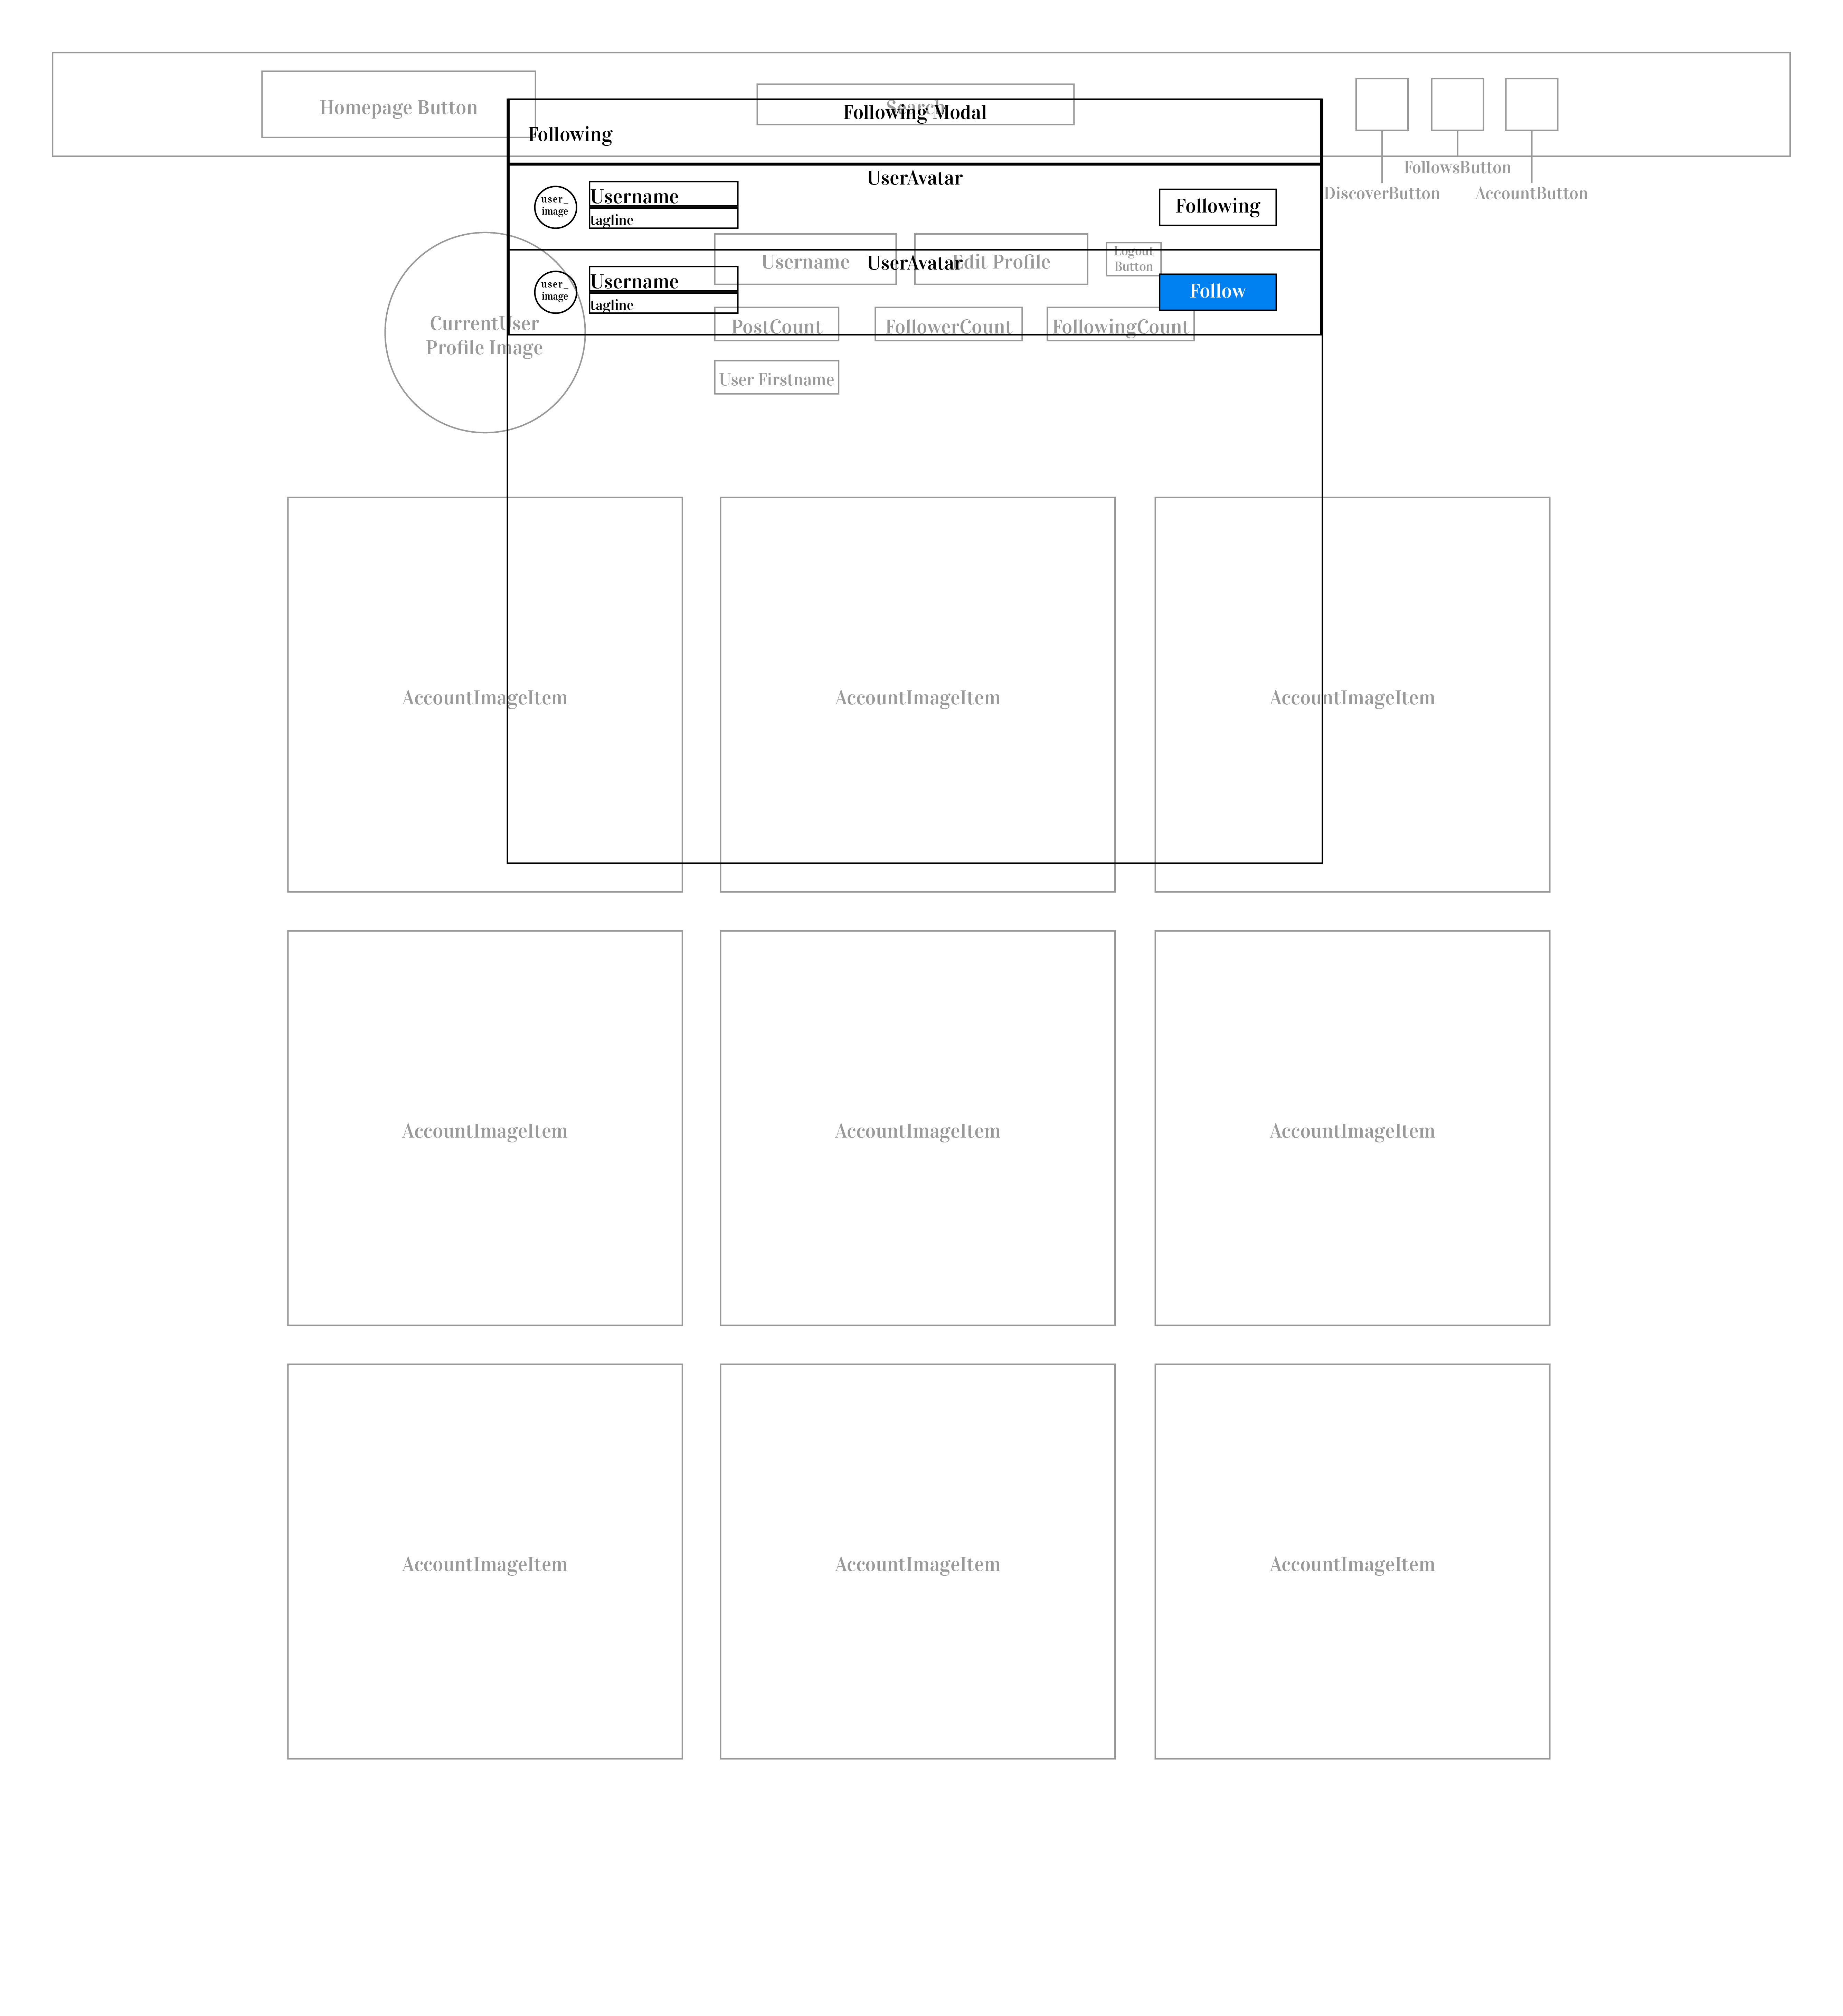 Homepage Button
Search
Following Modal
Following
FollowsButton
DiscoverButton
AccountButton
UserAvatar
user_
image
Username
tagline
Following
Username
UserAvatar
Edit Profile
Logout
Button
user_
image
Username
tagline
Follow
CurrentUser
Profile Image
PostCount
FollowerCount
FollowingCount
User Firstname
AccountImageItem
AccountImageItem
AccountImageItem
AccountImageItem
AccountImageItem
AccountImageItem
AccountImageItem
AccountImageItem
AccountImageItem